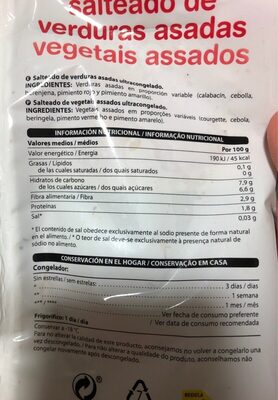 salteado de
verduras asadas
vegetais assados
Salteado de verduras asadas ultracongelado.
INGREDIENTES: Verduras asadas en proporción variable (calabacín, cebolla,
berenjena, pimiento rojo y pimiento amarillo).
Salteado de vegetais assados ultracongelado.
INGREDIENTES: Vegetais assados em proporções variáveis (courgete, cebola,
beringela, pimento vermelho e pimento amarelo).
INFORMACIÓN NUTRICIONAL / INFORMAÇÃO NUTRICIONAL
Valores medios / médios Por 100 g
Valor energético / Energia 190 kJ / 45 kcal
Grasas / Lípidos 0,1 g
de las cuales saturadas / dos quais saturados 0 g
Hidratos de carbono 7,9 g
de los cuales azúcares / dos quais açúcares 6,6 g
Fibra alimentaria / Fibra 2,9 g
Proteínas 1,8 g
Sal* 0,03 g
* El contenido de sal obedece exclusivamente al sodio presente de forma natural
en el alimento. / * O teor de sal deve-se exclusivamente à presença natural de
sódio no alimento.
CONSERVACIÓN EN EL HOGAR / CONSERVAÇÃO EM CASA
Congelador:
Sin estrellas / sem estrelas: 3 días / dias
* 1 semana
** 1 mes / mês
*** Ver fecha de consumo preferente
/ Ver data de consumo recomendada
Frigorífico: 1 día / dia
Conservar a -18 °C.
Para no alterar la calidad de este producto, aconsejamos no volver a congelarlo una
vez descongelado. / Para não alterar a qualidade do produto, aconselhamos não
congelar novamente após descongelado.
2